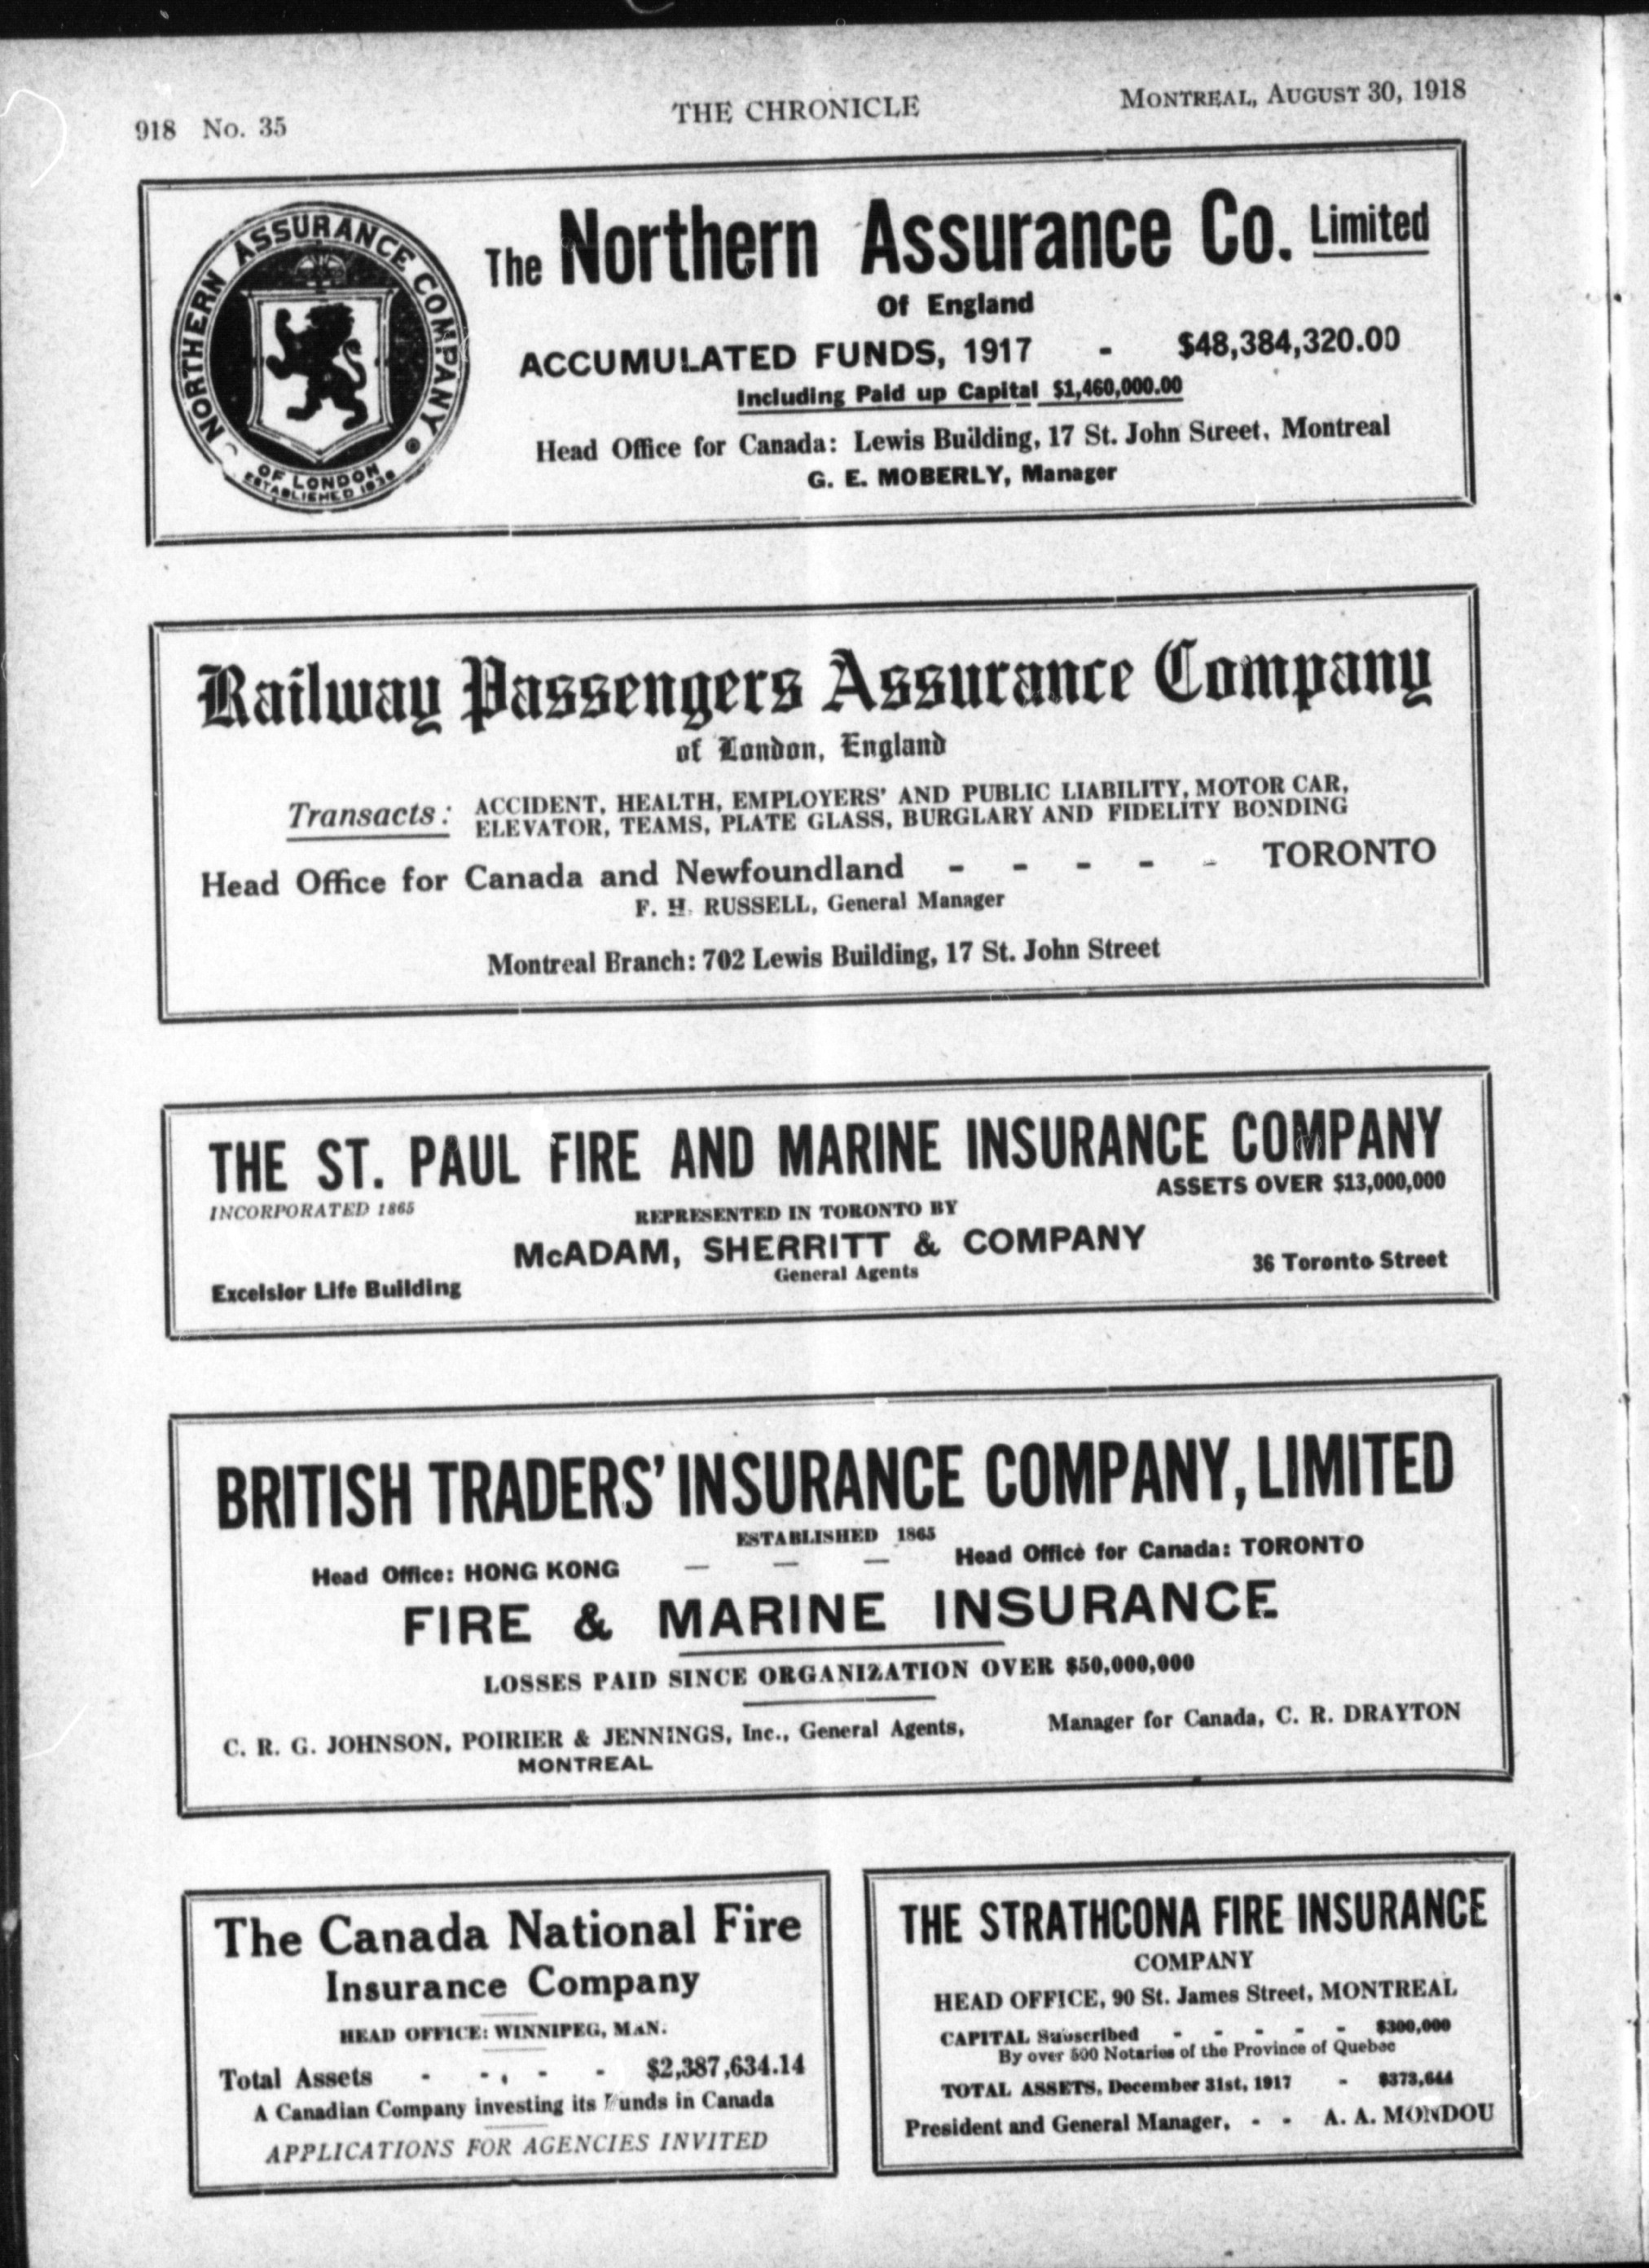 918 No. 35
THE CHRONICLE
MONTREAL, AUGUST 30, 1918
NORTHERN ASSURANCE COMPANY
OF LONDON
ESTABLISHED 1836
The Northern Assurance Co. Limited
Of England
ACCUMULATED FUNDS, 1917 - $48,384,320.00
Including Paid up Capital $1,460,000.00
Head Office for Canada: Lewis Building, 17 St. John Street, Montreal
G. E. MOBERLY, Manager
Railway Passengers Assurance Company
of London, England
Transacts: ACCIDENT, HEALTH, EMPLOYERS' AND PUBLIC LIABILITY, MOTOR CAR,
ELEVATOR, TEAMS, PLATE GLASS, BURGLARY AND FIDELITY BONDING
Head Office for Canada and Newfoundland - - - - - TORONTO
F. H. RUSSELL, General Manager
Montreal Branch: 702 Lewis Building, 17 St. John Street
THE ST. PAUL FIRE AND MARINE INSURANCE COMPANY
INCORPORATED 1865
ASSETS OVER $13,000,000
REPRESENTED IN TORONTO BY
McADAM, SHERRITT & COMPANY
General Agents
Excelsior Life Building
36 Toronto Street
BRITISH TRADERS' INSURANCE COMPANY, LIMITED
ESTABLISHED 1865
Head Office: HONG KONG — — — Head Office for Canada: TORONTO
FIRE & MARINE INSURANCE
LOSSES PAID SINCE ORGANIZATION OVER $50,000,000
C. R. G. JOHNSON, POIRIER & JENNINGS, Inc., General Agents,
MONTREAL
Manager for Canada, C. R. DRAYTON
The Canada National Fire
Insurance Company
HEAD OFFICE: WINNIPEG, MAN.
Total Assets - - - - $2,387,634.14
A Canadian Company investing its Funds in Canada
APPLICATIONS FOR AGENCIES INVITED
THE STRATHCONA FIRE INSURANCE
COMPANY
HEAD OFFICE, 90 St. James Street, MONTREAL
CAPITAL Subscribed - - - - - $300,000
By over 500 Notaries of the Province of Quebec
TOTAL ASSETS, December 31st, 1917 - $373,644
President and General Manager, - - A. A. MONDOU